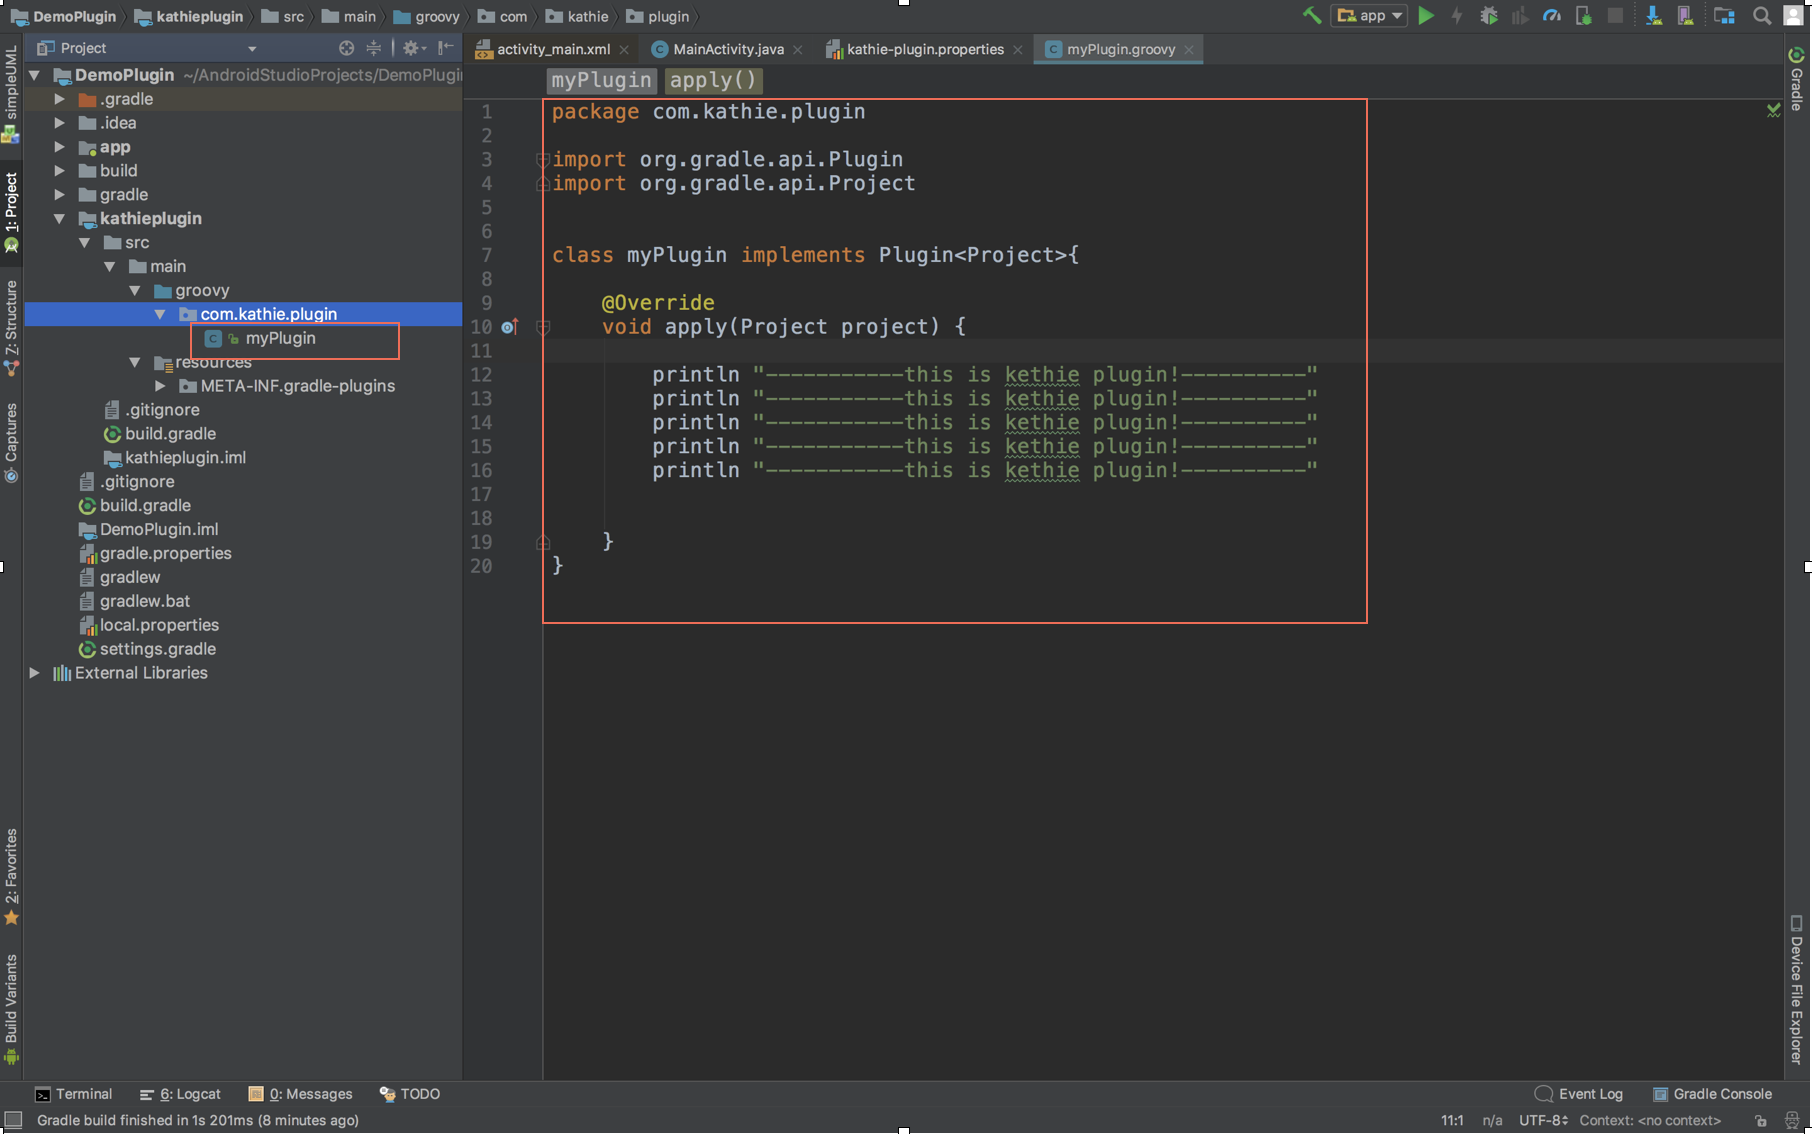 DemoPlugin kathieplugin src main groovy com kathie plugin
app
Project
activity_main.xml MainActivity.java kathie-plugin.properties myPlugin.groovy
myPlugin apply()
simpleUML
1: Project
7: Structure
Captures
2: Favorites
Build Variants
DemoPlugin ~/AndroidStudioProjects/DemoPlugi
.gradle
.idea
app
build
gradle
kathieplugin
src
main
groovy
com.kathie.plugin
myPlugin
resources
META-INF.gradle-plugins
.gitignore
build.gradle
kathieplugin.iml
.gitignore
build.gradle
DemoPlugin.iml
gradle.properties
gradlew
gradlew.bat
local.properties
settings.gradle
External Libraries
1 package com.kathie.plugin
2
3 import org.gradle.api.Plugin
4 import org.gradle.api.Project
5
6
7 class myPlugin implements Plugin<Project>{
8
9 @Override
10 void apply(Project project) {
11
12 println "-----------this is kethie plugin!----------"
13 println "-----------this is kethie plugin!----------"
14 println "-----------this is kethie plugin!----------"
15 println "-----------this is kethie plugin!----------"
16 println "-----------this is kethie plugin!----------"
17
18
19 }
20 }
Gradle
Device File Explorer
Terminal 6: Logcat 0: Messages TODO Event Log Gradle Console
Gradle build finished in 1s 201ms (8 minutes ago) 11:1 n/a UTF-8 Context: <no context>